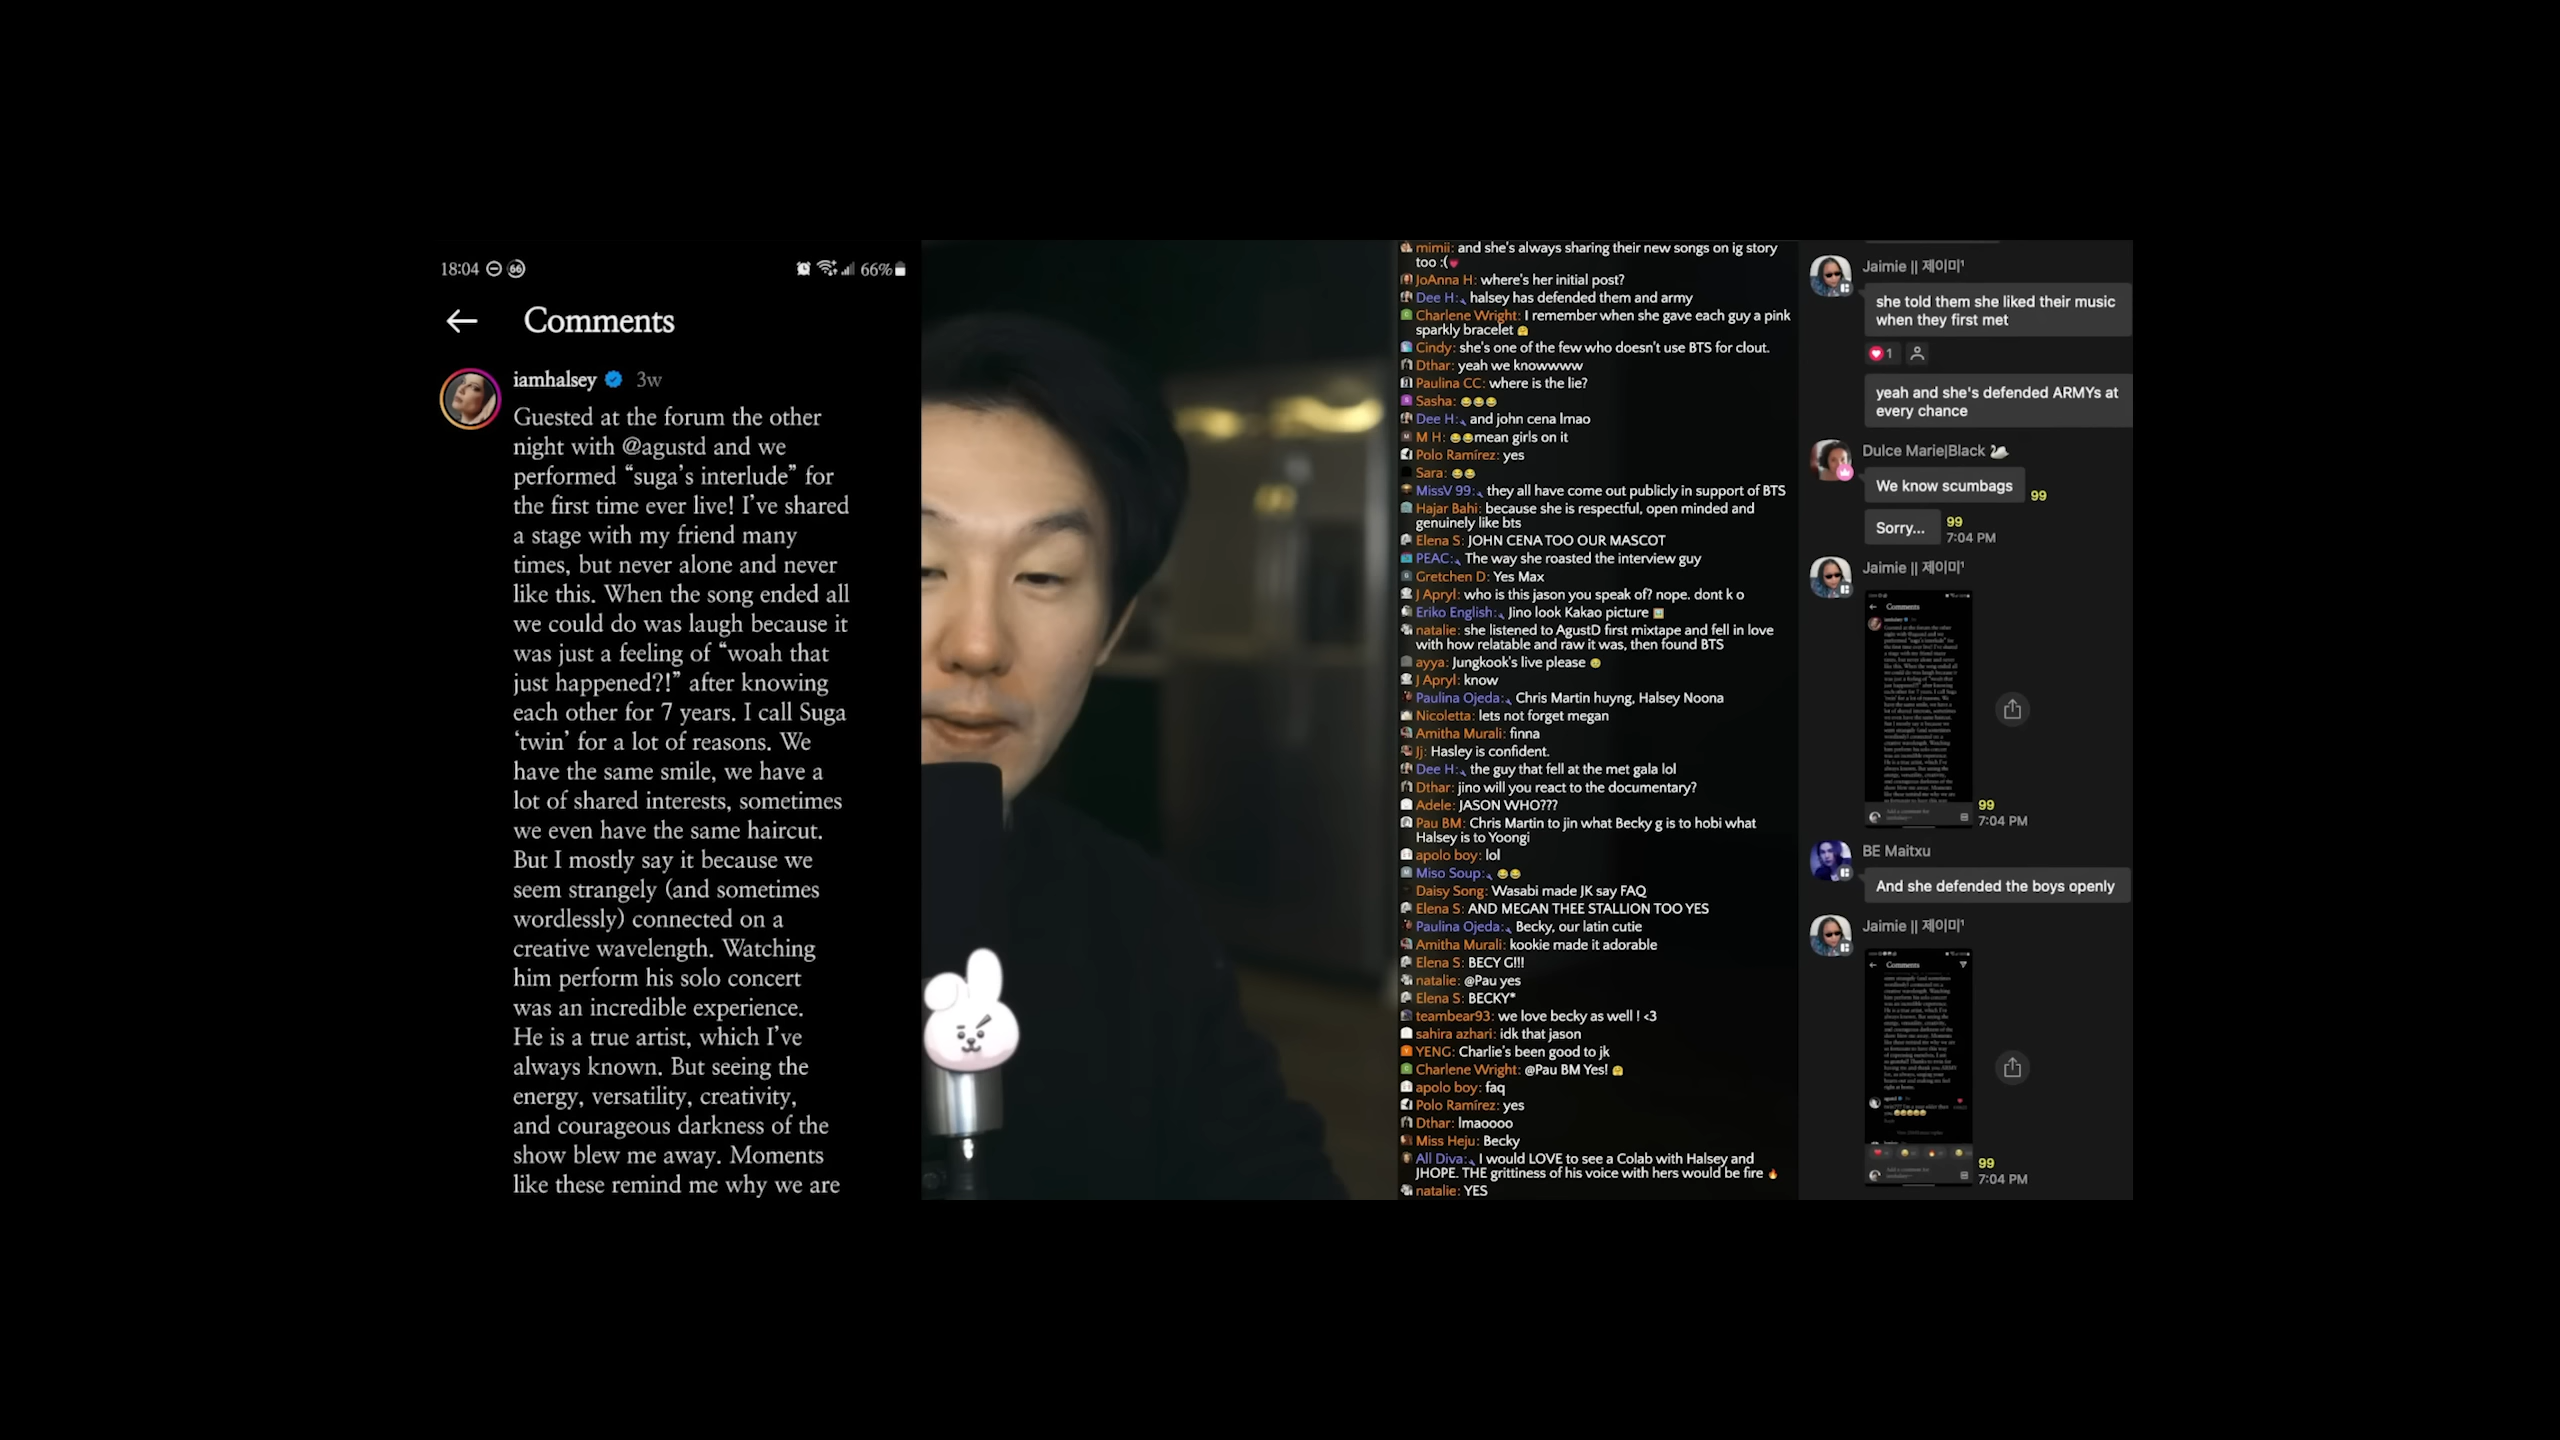 18:04
66
66%
Comments
iamhalsey 3w
Guested at the forum the other
night with @agustd and we
performed “suga’s interlude” for
the first time ever live! I’ve shared
a stage with my friend many
times, but never alone and never
like this. When the song ended all
we could do was laugh because it
was just a feeling of “woah that
just happened?!” after knowing
each other for 7 years. I call Suga
‘twin’ for a lot of reasons. We
have the same smile, we have a
lot of shared interests, sometimes
we even have the same haircut.
But I mostly say it because we
seem strangely (and sometimes
wordlessly) connected on a
creative wavelength. Watching
him perform his solo concert
was an incredible experience.
He is a true artist, which I’ve
always known. But seeing the
energy, versatility, creativity,
and courageous darkness of the
show blew me away. Moments
like these remind me why we are
mimii: and she's always sharing their new songs on ig story
too :(💗
JoAnna H: where's her initial post?
Dee H: halsey has defended them and army
Charlene Wright: I remember when she gave each guy a pink
sparkly bracelet 🤗
Cindy: she's one of the few who doesn't use BTS for clout.
Dthar: yeah we knowwww
Paulina CC: where is the lie?
Sasha: 😂😂😂
Dee H: and john cena lmao
M H: 😂😂mean girls on it
Polo Ramírez: yes
Sara: 😂😂
MissV 99: they all have come out publicly in support of BTS
Hajar Bahi: because she is respectful, open minded and
genuinely like bts
Elena S: JOHN CENA TOO OUR MASCOT
PEAC: The way she roasted the interview guy
Gretchen D: Yes Max
J Apryl: who is this jason you speak of? nope. dont k o
Eriko English: Jino look Kakao picture 🖼️
natalie: she listened to AgustD first mixtape and fell in love
with how relatable and raw it was, then found BTS
ayya: Jungkook's live please 🥹
J Apryl: know
Paulina Ojeda: Chris Martin huyng, Halsey Noona
Nicoletta: lets not forget megan
Amitha Murali: finna
Jj: Hasley is confident.
Dee H: the guy that fell at the met gala lol
Dthar: jino will you react to the documentary?
Adele: JASON WHO???
Pau BM: Chris Martin to jin what Becky g is to hobi what
Halsey is to Yoongi
apolo boy: lol
Miso Soup: 😂😂
Daisy Song: Wasabi made JK say FAQ
Elena S: AND MEGAN THEE STALLION TOO YES
Paulina Ojeda: Becky, our latin cutie
Amitha Murali: kookie made it adorable
Elena S: BECY G!!!
natalie: @Pau yes
Elena S: BECKY*
teambear93: we love becky as well ! <3
sahira azhari: idk that jason
YENG: Charlie's been good to jk
Charlene Wright: @Pau BM Yes! 🤗
apolo boy: faq
Polo Ramírez: yes
Dthar: lmaoooo
Miss Heju: Becky
All Diva: I would LOVE to see a Colab with Halsey and
JHOPE. THE grittiness of his voice with hers would be fire 🔥
natalie: YES
Jaimie || 제이미¹
she told them she liked their music
when they first met
1
yeah and she's defended ARMYs at
every chance
Dulce Marie|Black 🦢
We know scumbags
99
Sorry...
99
7:04 PM
Jaimie || 제이미¹
Comments
99
7:04 PM
BE Maitxu
And she defended the boys openly
Jaimie || 제이미¹
Comments
99
7:04 PM